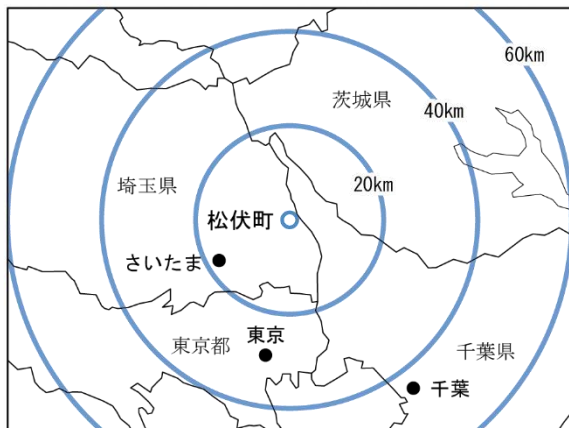 60km
茨城県
40km
埼玉県
20km
松伏町
さいたま
東京都
東京
千葉県
千葉